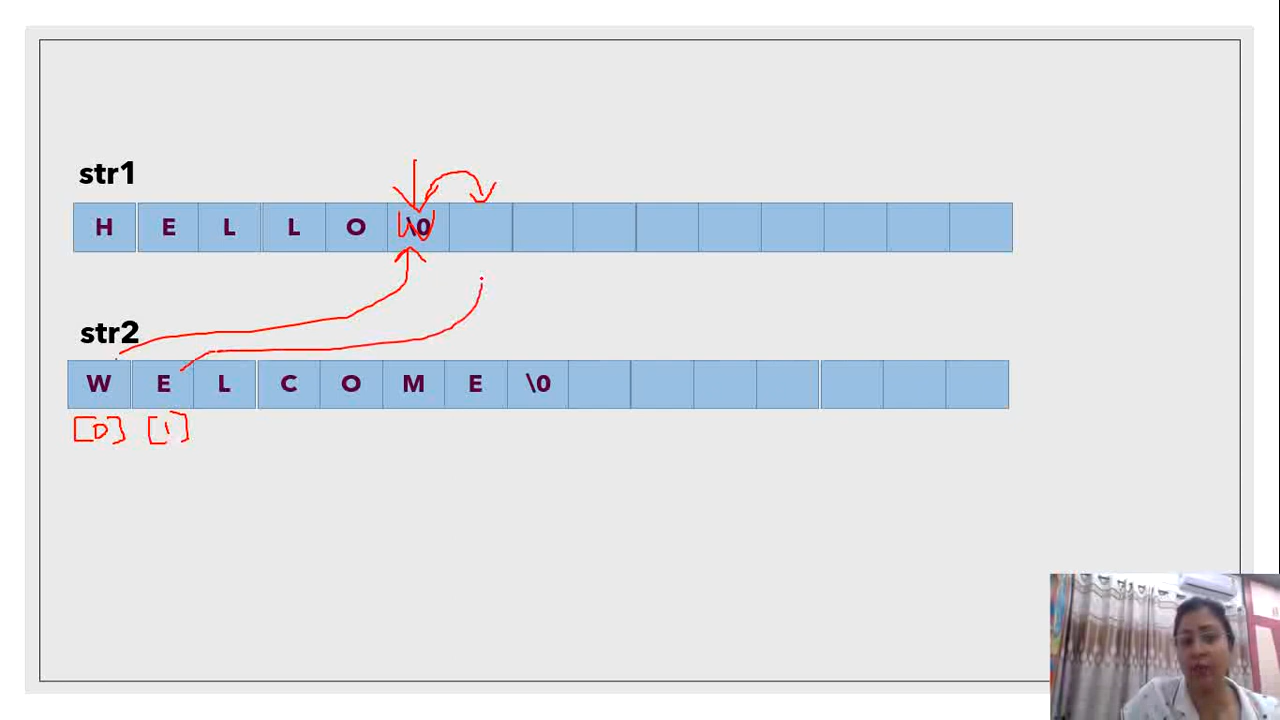 str1
H E L L O \0
W
str2
W E L C O M E \0
[0] [1]